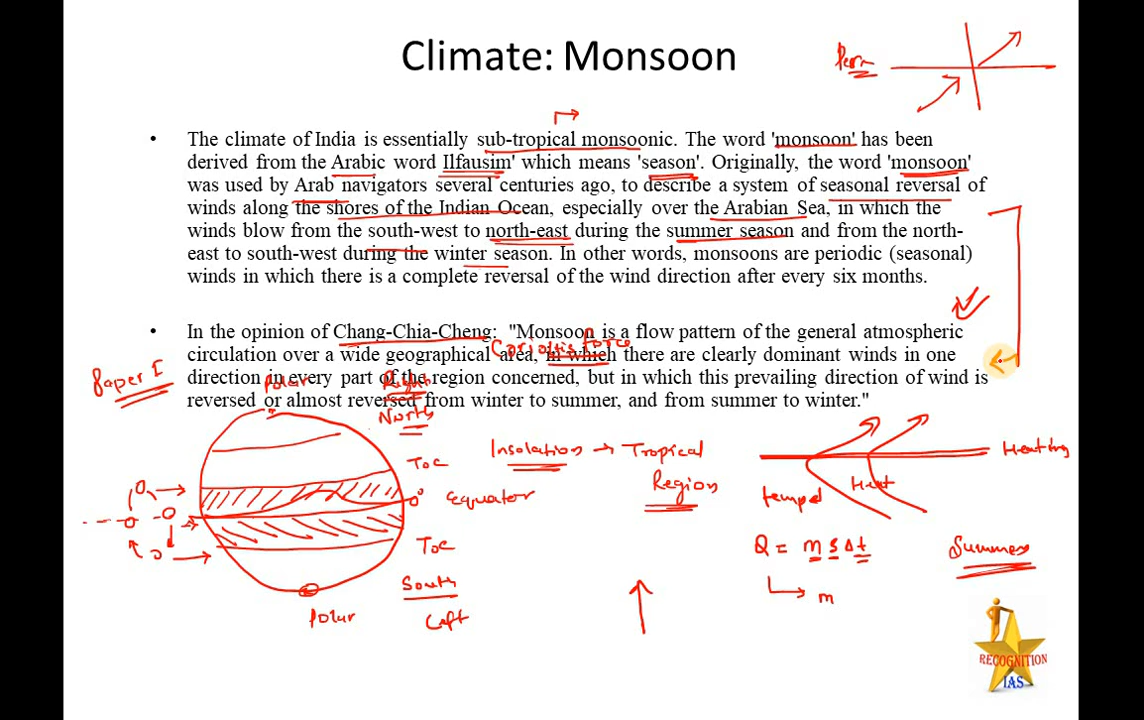 Climate: Monsoon
• The climate of India is essentially sub-tropical monsoonic. The word 'monsoon' has been
derived from the Arabic word Ilfausim' which means 'season'. Originally, the word 'monsoon'
was used by Arab navigators several centuries ago, to describe a system of seasonal reversal of
winds along the shores of the Indian Ocean, especially over the Arabian Sea, in which the
winds blow from the south-west to north-east during the summer season and from the north-
east to south-west during the winter season. In other words, monsoons are periodic (seasonal)
winds in which there is a complete reversal of the wind direction after every six months.
• In the opinion of Chang-Chia-Cheng: "Monsoon is a flow pattern of the general atmospheric
circulation over a wide geographical area, in which there are clearly dominant winds in one
direction in every part of the region concerned, but in which this prevailing direction of wind is
reversed or almost reversed from winter to summer, and from summer to winter."
Coriolis force
Paper I
Polar
Right
North
Insolation → Tropical
Region
Heating
ToC
0°
Equator
Heat
ToC
Q = m s Δt
m
Summer
South
Left
Polar
RECOGNITION
IAS